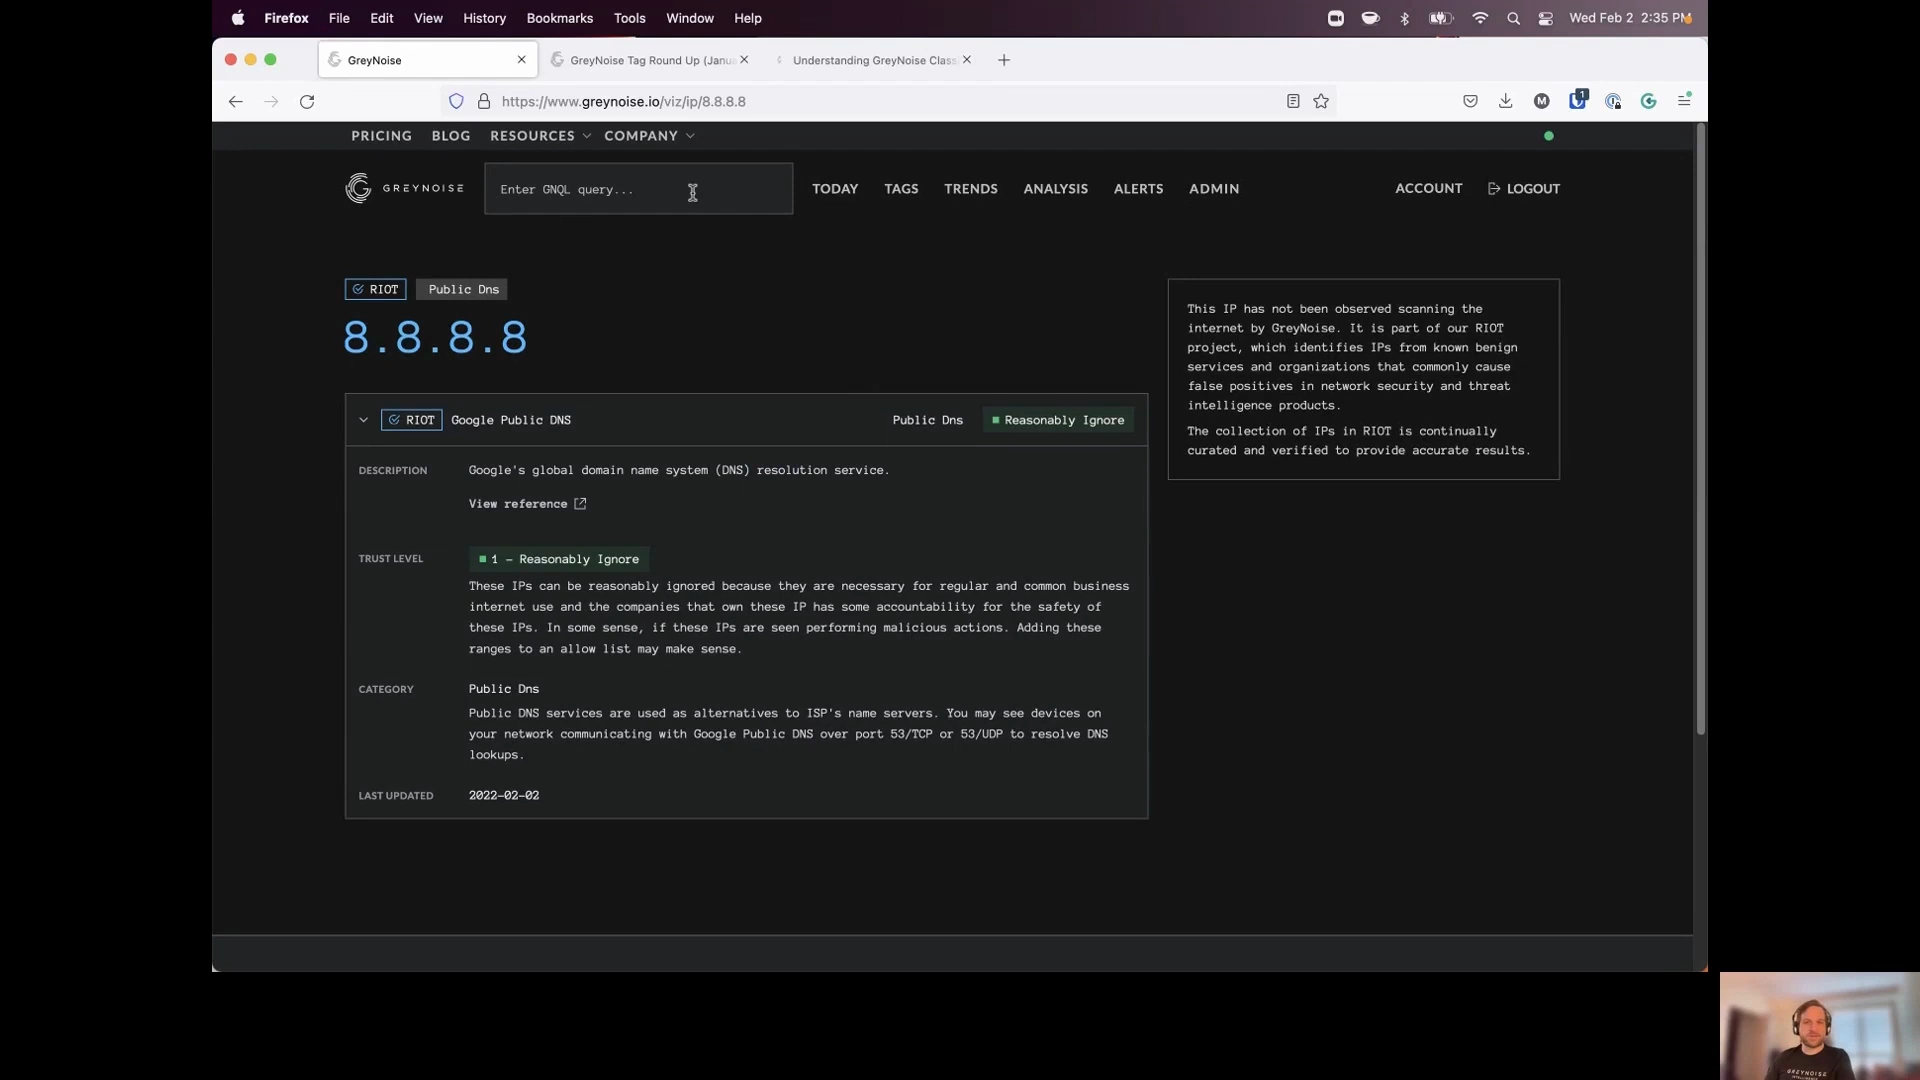 Firefox File Edit View History Bookmarks Tools Window Help
Wed Feb 2 2:35 PM
GreyNoise
GreyNoise Tag Round Up (Janua
Understanding GreyNoise Class
https://www.greynoise.io/viz/ip/8.8.8.8
M
1
PRICING BLOG RESOURCES COMPANY
GREYNOISE
Enter GNQL query...
TODAY TAGS TRENDS ANALYSIS ALERTS ADMIN
ACCOUNT LOGOUT
RIOT Public Dns
8.8.8.8
RIOT Google Public DNS Public Dns Reasonably Ignore
DESCRIPTION Google's global domain name system (DNS) resolution service.
View reference
TRUST LEVEL 1 - Reasonably Ignore
These IPs can be reasonably ignored because they are necessary for regular and common business
internet use and the companies that own these IP has some accountability for the safety of
these IPs. In some sense, if these IPs are seen performing malicious actions. Adding these
ranges to an allow list may make sense.
CATEGORY Public Dns
Public DNS services are used as alternatives to ISP's name servers. You may see devices on
your network communicating with Google Public DNS over port 53/TCP or 53/UDP to resolve DNS
lookups.
LAST UPDATED 2022-02-02
This IP has not been observed scanning the
internet by GreyNoise. It is part of our RIOT
project, which identifies IPs from known benign
services and organizations that commonly cause
false positives in network security and threat
intelligence products.
The collection of IPs in RIOT is continually
curated and verified to provide accurate results.
GREYNOISE